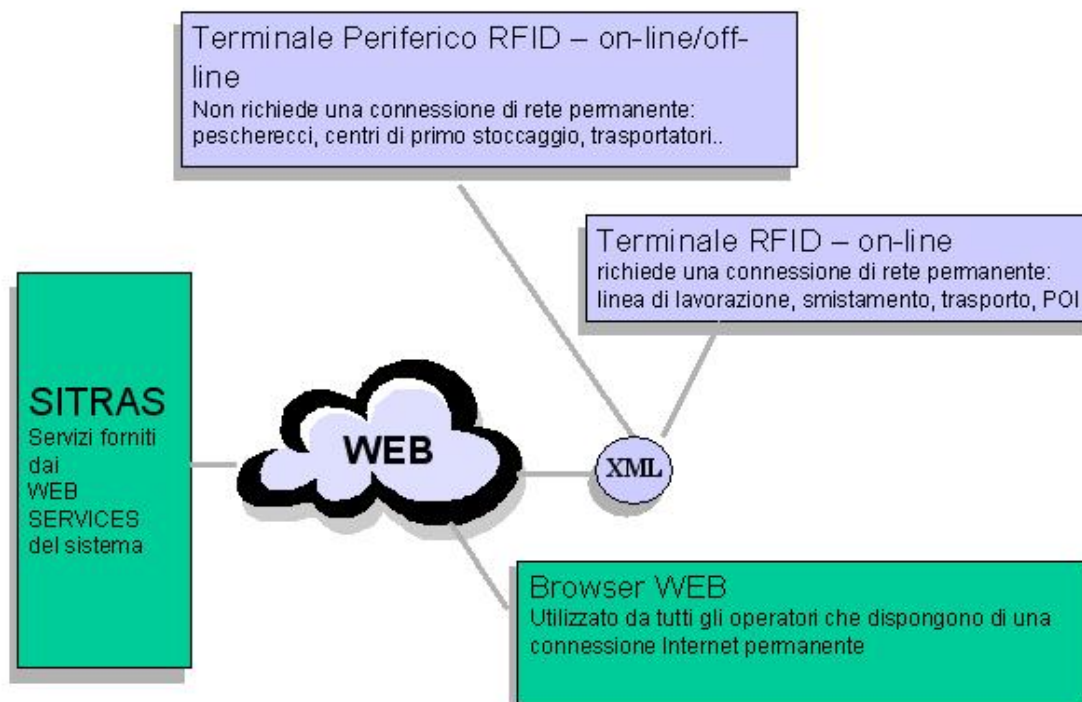 Terminale Periferico RFID – on-line/off-
line
Non richiede una connessione di rete permanente:
pescherecci, centri di primo stoccaggio, trasportatori..
Terminale RFID – on-line
richiede una connessione di rete permanente:
linea di lavorazione, smistamento, trasporto, POI
SITRAS
Servizi forniti
dai
WEB
SERVICES
del sistema
WEB
XML
Browser WEB
Utilizzato da tutti gli operatori che dispongono di una
connessione Internet permanente